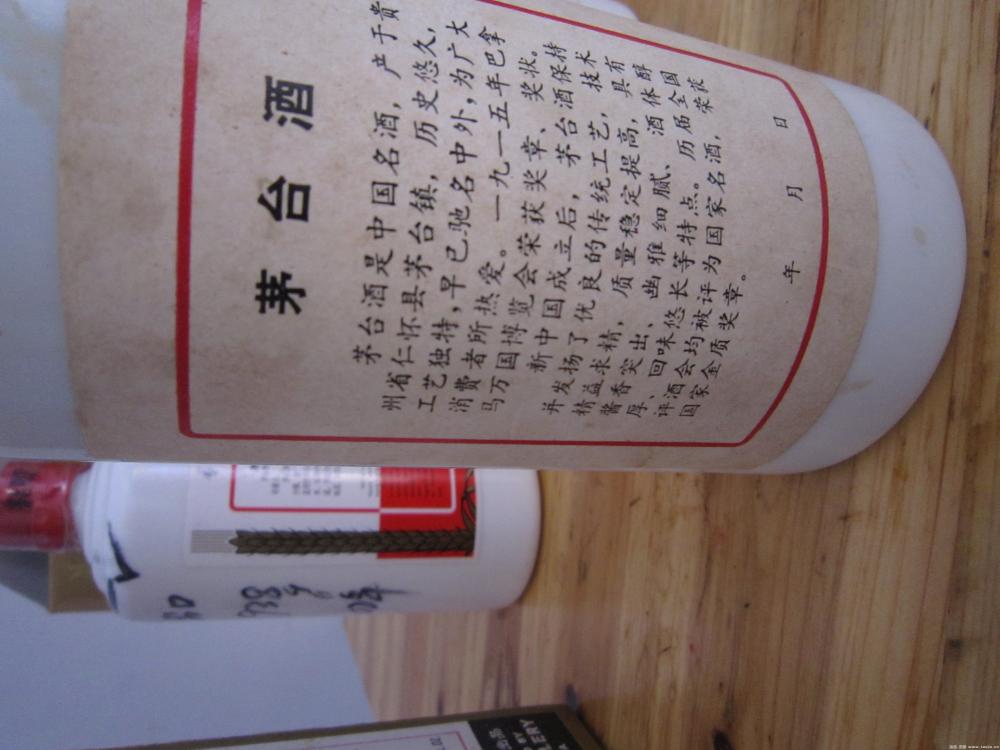 茅台酒
茅台酒是中国名酒，产于贵
州省仁怀县茅台镇，历史悠久，
工艺独特，早已驰名中外，为广大
消费者所热爱。一九一五年巴拿
马万国博览会荣获奖章、奖状。
新中国成立后，茅台酒保持
并发扬了优良的传统工艺，技术
精益求精，质量稳定提高，具有
酱香突出、幽雅细腻、酒体醇
厚、回味悠长等特点。历届全国
评酒会均被评为国家名酒，荣获
国家金质奖章。
年 月 日
BY